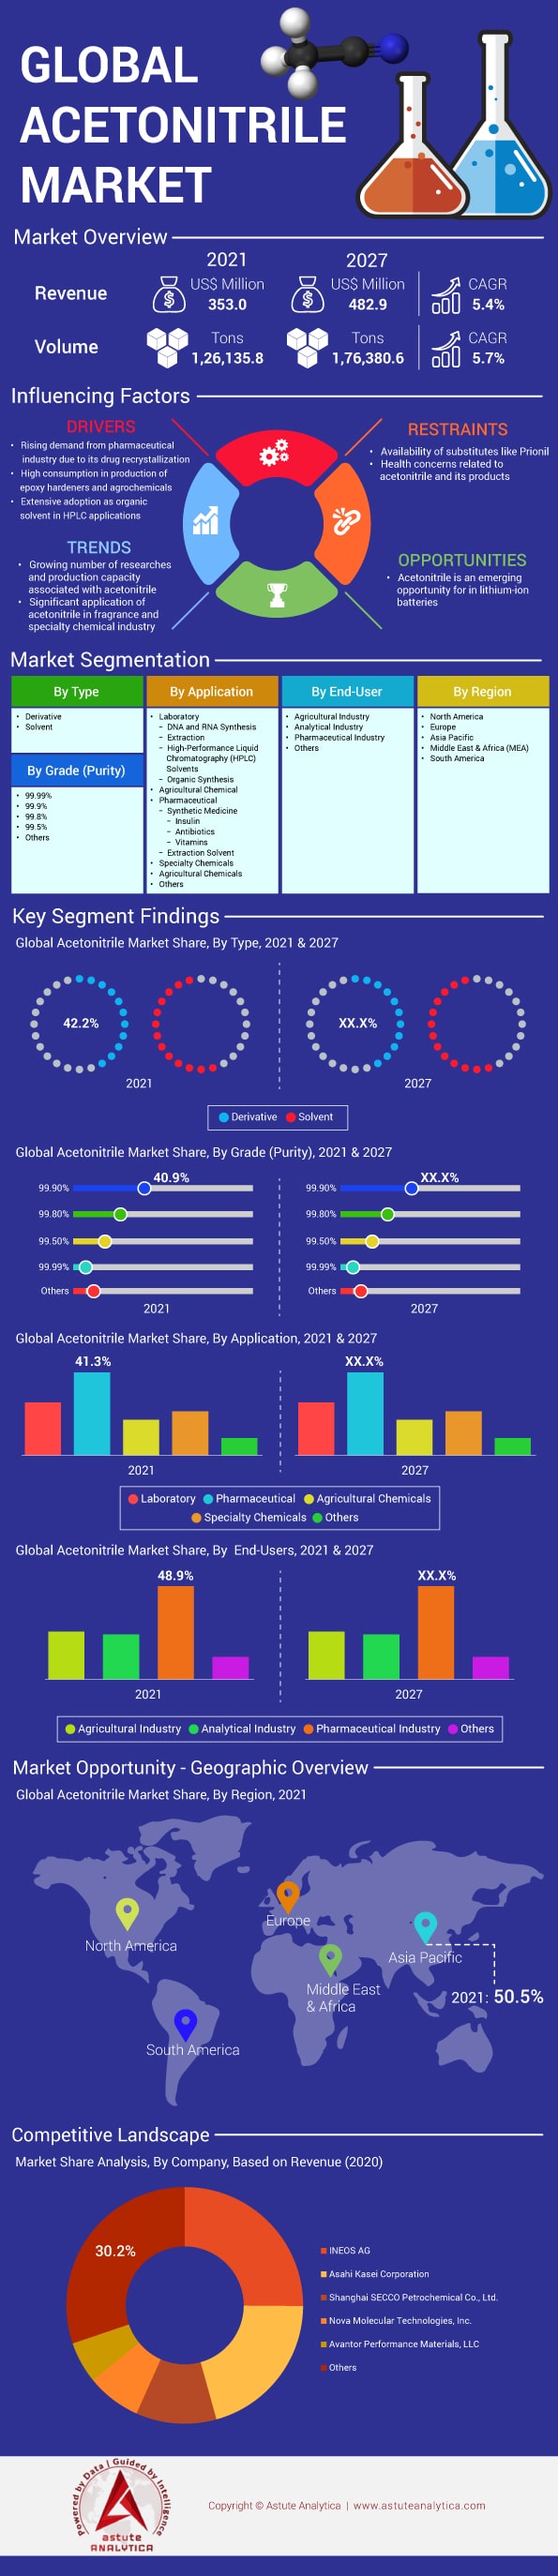 GLOBAL
ACETONITRILE
MARKET
Market Overview
2021
2027
Revenue
US$ Million
353.0
US$ Million
482.9
CAGR
5.4%
Volume
Tons
1,26,135.8
Tons
1,76,380.6
CAGR
5.7%
Influencing Factors
DRIVERS
• Rising demand from pharmaceutical
industry due to its drug recrystallization
• High consumption in production of
epoxy hardeners and agrochemicals
• Extensive adoption as organic
solvent in HPLC applications
RESTRAINTS
• Availability of substitutes like Prionil
• Health concerns related to
acetonitrile and its products
TRENDS
• Growing number of researches
and production capacity
associated with acetonitrile
• Significant application of
acetonitrile in fragrance and
specialty chemical industry
OPPORTUNITIES
• Acetonitrile is an emerging
opportunity for in lithium-ion
batteries
Market Segmentation
By Type
• Derivative
• Solvent
By Grade (Purity)
• 99.99%
• 99.9%
• 99.8%
• 99.5%
• Others
By Application
• Laboratory
– DNA and RNA Synthesis
– Extraction
– High-Performance Liquid
Chromatography (HPLC)
Solvents
– Organic Synthesis
• Agricultural Chemical
• Pharmaceutical
– Synthetic Medicine
– Insulin
– Antibiotics
– Vitamins
– Extraction Solvent
• Specialty Chemicals
• Agricultural Chemicals
• Others
By End-User
• Agricultural Industry
• Analytical Industry
• Pharmaceutical Industry
• Others
By Region
• North America
• Europe
• Asia Pacific
• Middle East & Africa (MEA)
• South America
Key Segment Findings
Global Acetonitrile Market Share, By Type, 2021 & 2027
42.2%
XX.X%
2021
2027
Derivative
Solvent
Global Acetonitrile Market Share, By Grade (Purity), 2021 & 2027
40.9%
99.90%
99.80%
99.50%
99.99%
Others
2021
XX.X%
99.90%
99.80%
99.50%
99.99%
Others
2027
Global Acetonitrile Market Share, By Application, 2021 & 2027
41.3%
XX.X%
2021
2027
Laboratory
Pharmaceutical
Agricultural Chemicals
Specialty Chemicals
Others
Global Acetonitrile Market Share, By End-Users, 2021 & 2027
48.9%
XX.X%
2021
2027
Agricultural Industry
Analytical Industry
Pharmaceutical Industry
Others
Market Opportunity - Geographic Overview
Global Acetonitrile Market Share, By Region, 2021
North America
Europe
Asia Pacific
Middle East
& Africa
2021: 50.5%
South America
Competitive Landscape
Market Share Analysis, By Company, Based on Revenue (2020)
30.2%
INEOS AG
Asahi Kasei Corporation
Shanghai SECCO Petrochemical Co., Ltd.
Nova Molecular Technologies, Inc.
Avantor Performance Materials, LLC
Others
Powered by Data | Guided by Intelligence
astute
ANALYTICA
Copyright © Astute Analytica | www.astuteanalytica.com